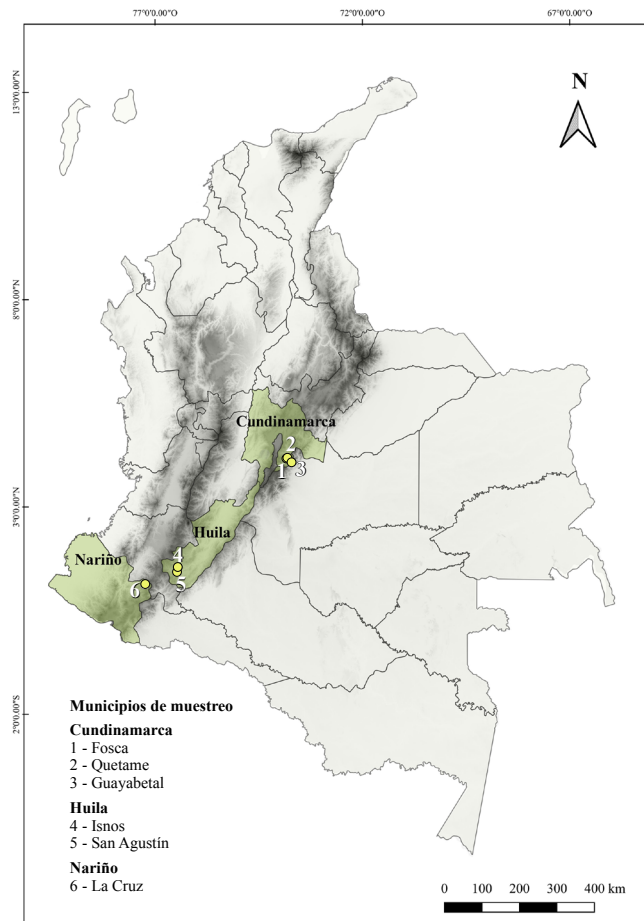 77°0'0.00"O
72°0'0.00"O
67°0'0.00"O
13°0'0.00"N
8°0'0.00"N
3°0'0.00"N
2°0'0.00"S
N
Cundinamarca
2
1
3
Huila
4
5
Nariño
6
Municipios de muestreo
Cundinamarca
1 - Fosca
2 - Quetame
3 - Guayabetal
Huila
4 - Isnos
5 - San Agustín
Nariño
6 - La Cruz
0 100 200 300 400 km